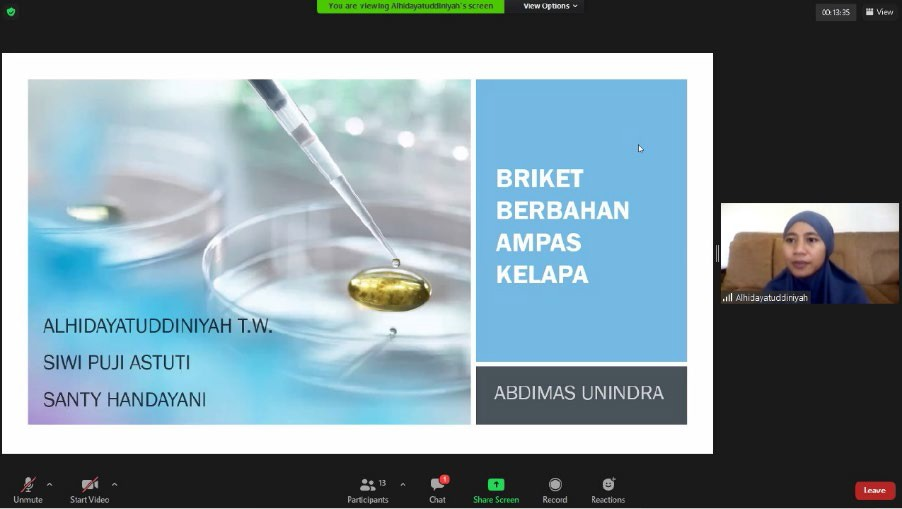 You are viewing Alhidayatuddiniyah's screen
View Options
00:13:35
View
BRIKET
BERBAHAN
AMPAS
KELAPA
ALHIDAYATUDDINIYAH T.W.
SIWI PUJI ASTUTI
SANTY HANDAYANI
ABDIMAS UNINDRA
Alhidayatuddiniyah
Unmute
Start Video
13
Participants
1
Chat
Share Screen
Record
Reactions
Leave